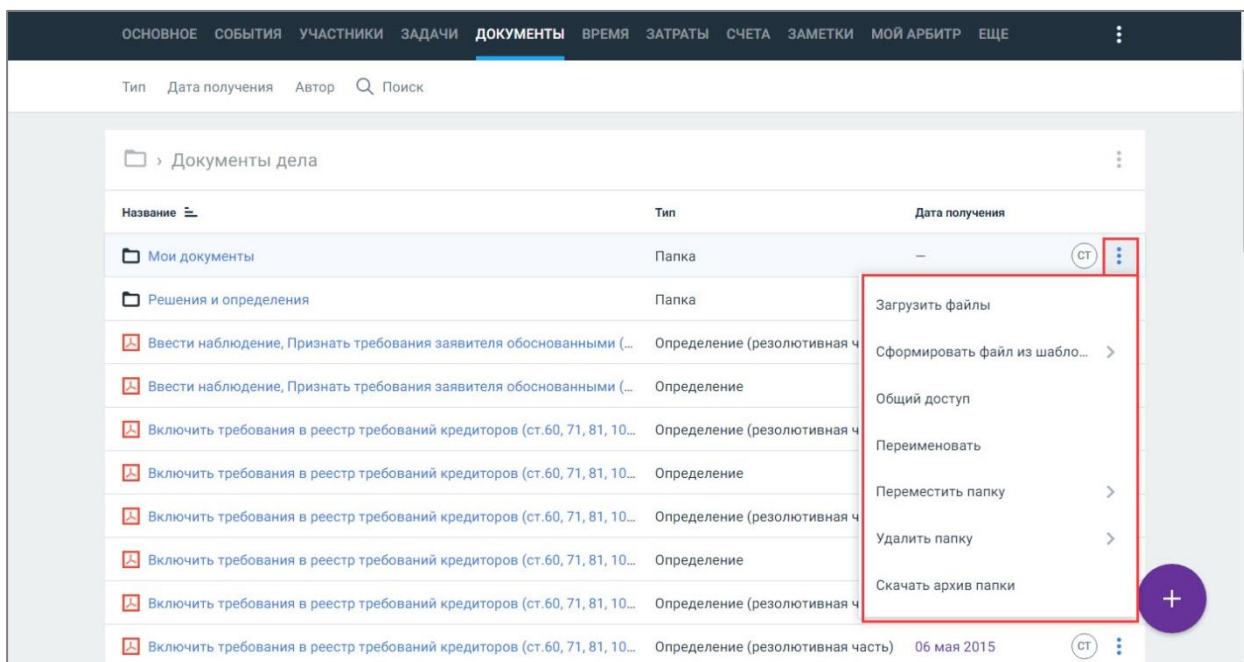 ОСНОВНОЕ СОБЫТИЯ УЧАСТНИКИ ЗАДАЧИ ДОКУМЕНТЫ ВРЕМЯ ЗАТРАТЫ СЧЕТА ЗАМЕТКИ МОЙ АРБИТР ЕЩЕ
Тип Дата получения Автор Поиск
› Документы дела
Название Тип Дата получения
Мои документы Папка — СТ
Решения и определения Папка
Загрузить файлы
Ввести наблюдение, Признать требования заявителя обоснованными (... Определение (резолютивная ч
Сформировать файл из шабло...
Ввести наблюдение, Признать требования заявителя обоснованными (... Определение
Общий доступ
Включить требования в реестр требований кредиторов (ст.60, 71, 81, 10... Определение (резолютивная ч
Переименовать
Включить требования в реестр требований кредиторов (ст.60, 71, 81, 10... Определение
Переместить папку
Включить требования в реестр требований кредиторов (ст.60, 71, 81, 10... Определение (резолютивная ч
Удалить папку
Включить требования в реестр требований кредиторов (ст.60, 71, 81, 10... Определение
Скачать архив папки
Включить требования в реестр требований кредиторов (ст.60, 71, 81, 10... Определение (резолютивная ч
Включить требования в реестр требований кредиторов (ст.60, 71, 81, 10... Определение (резолютивная часть) 06 мая 2015 СТ